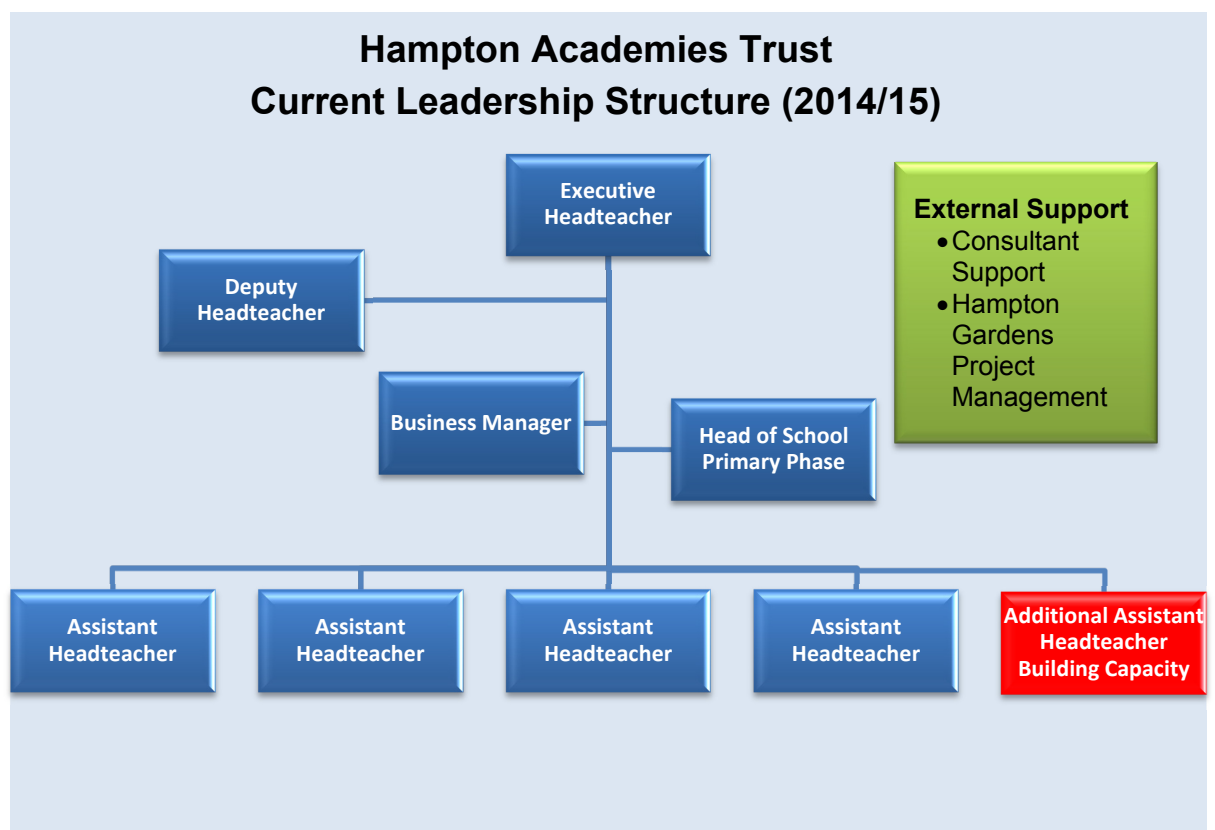 Hampton Academies Trust
Current Leadership Structure (2014/15)
Executive
Headteacher
External Support
•Consultant
Support
•Hampton
Gardens
Project
Management
Deputy
Headteacher
Business Manager
Head of School
Primary Phase
Assistant
Headteacher
Assistant
Headteacher
Assistant
Headteacher
Assistant
Headteacher
Additional Assistant
Headteacher
Building Capacity